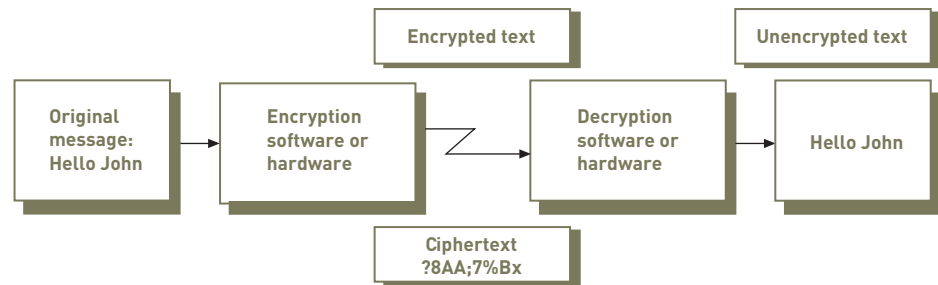 Encrypted text
Unencrypted text
Original
message:
Hello John
Encryption
software or
hardware
Decryption
software or
hardware
Hello John
Ciphertext
?8AA;7%Bx